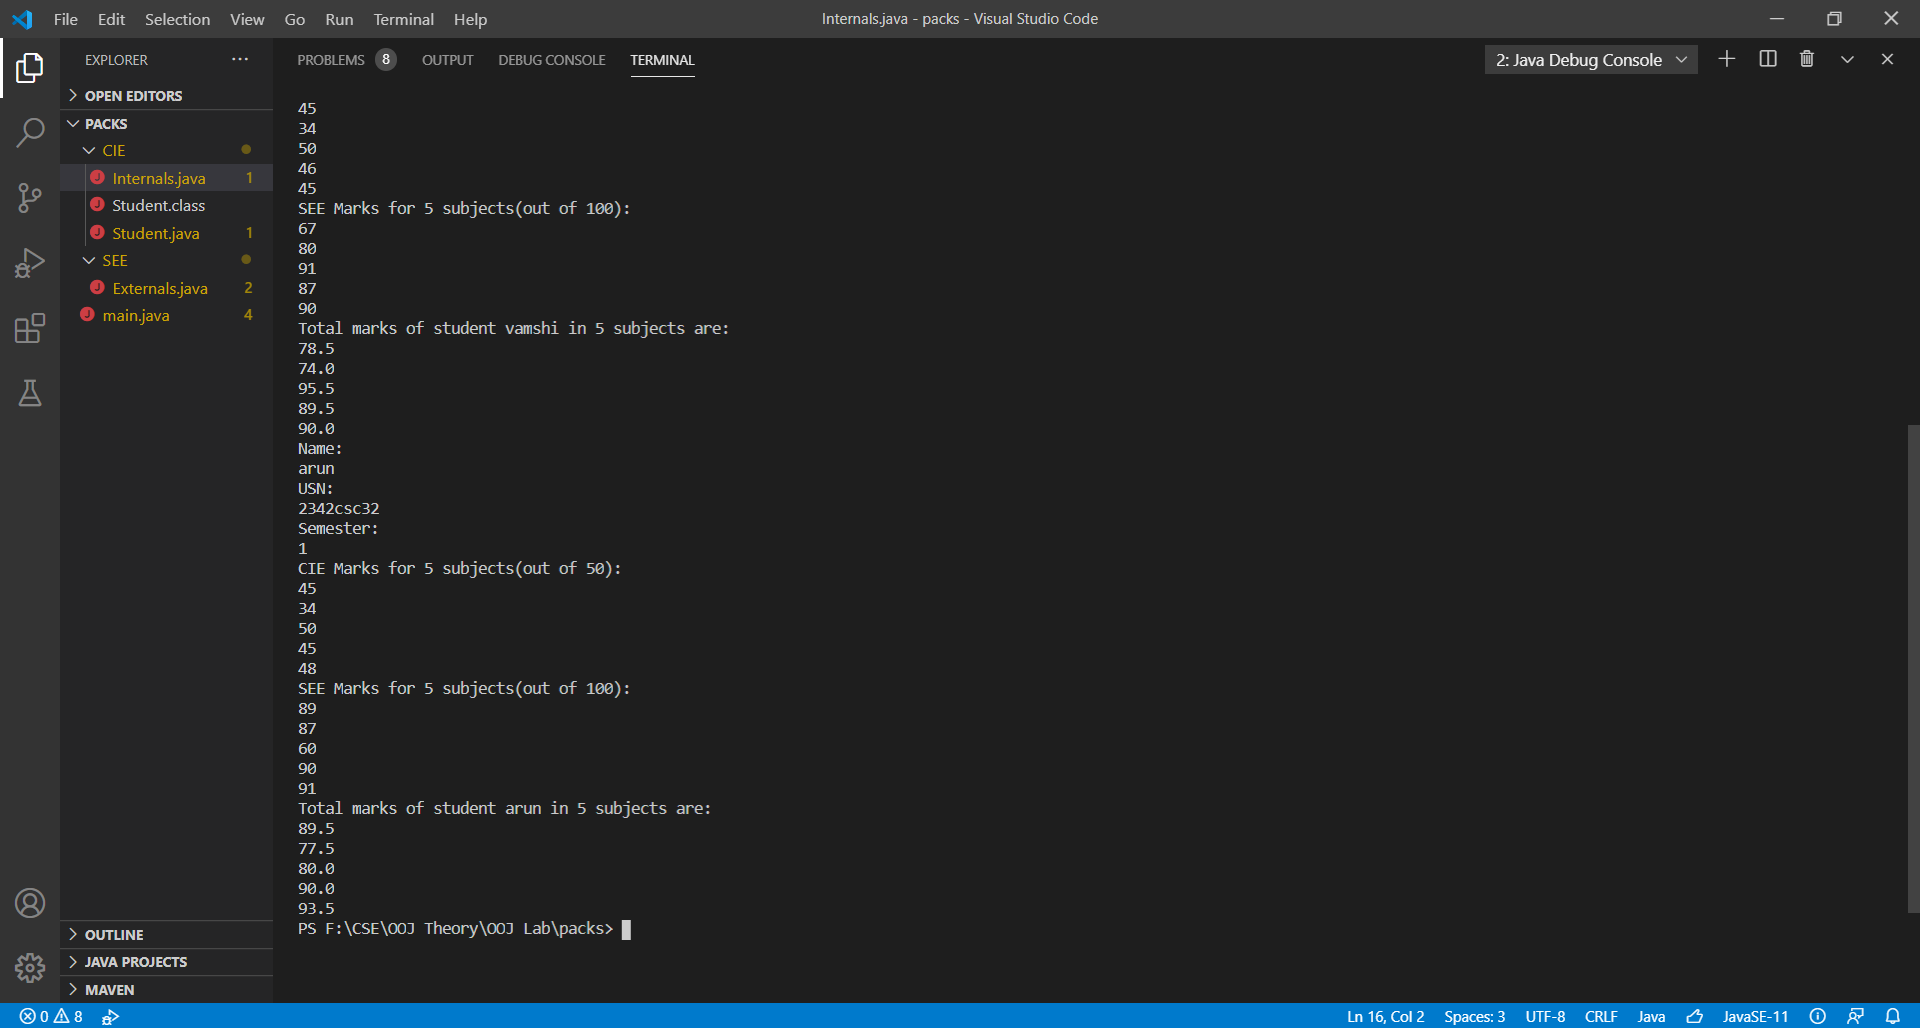 File Edit Selection View Go Run Terminal Help
Internals.java - packs - Visual Studio Code
EXPLORER
OPEN EDITORS
PACKS
CIE
Internals.java 1
Student.class
Student.java 1
SEE
Externals.java 2
main.java 4
OUTLINE
JAVA PROJECTS
MAVEN
PROBLEMS 8 OUTPUT DEBUG CONSOLE TERMINAL
2: Java Debug Console
45
34
50
46
45
SEE Marks for 5 subjects(out of 100):
67
80
91
87
90
Total marks of student vamshi in 5 subjects are:
78.5
74.0
95.5
89.5
90.0
Name:
arun
USN:
2342csc32
Semester:
1
CIE Marks for 5 subjects(out of 50):
45
34
50
45
48
SEE Marks for 5 subjects(out of 100):
89
87
60
90
91
Total marks of student arun in 5 subjects are:
89.5
77.5
80.0
90.0
93.5
PS F:\CSE\OOJ Theory\OOJ Lab\packs>
0 8
Ln 16, Col 2 Spaces: 3 UTF-8 CRLF Java JavaSE-11